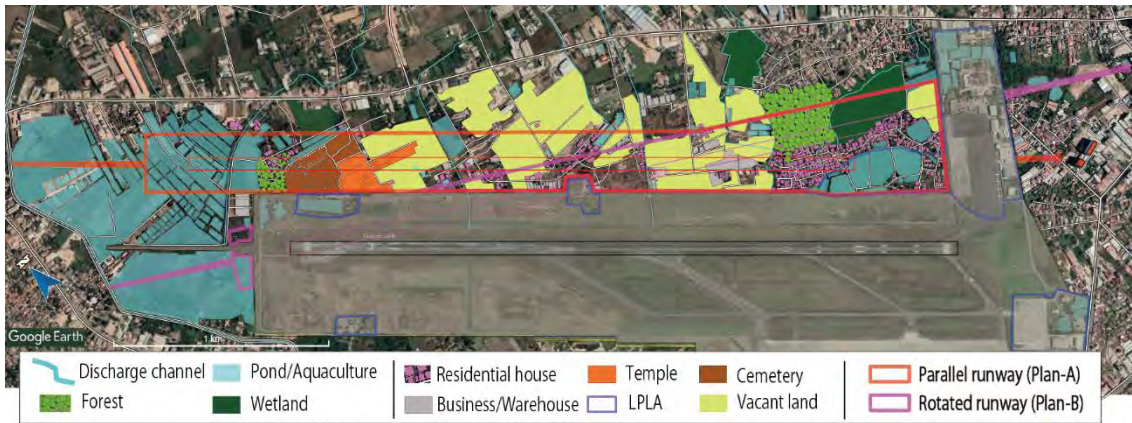 N
Google Earth
1 km
Discharge channel
Pond/Aquaculture
Residential house
Temple
Cemetery
Parallel runway (Plan-A)
Forest
Wetland
Business/Warehouse
LPLA
Vacant land
Rotated runway (Plan-B)